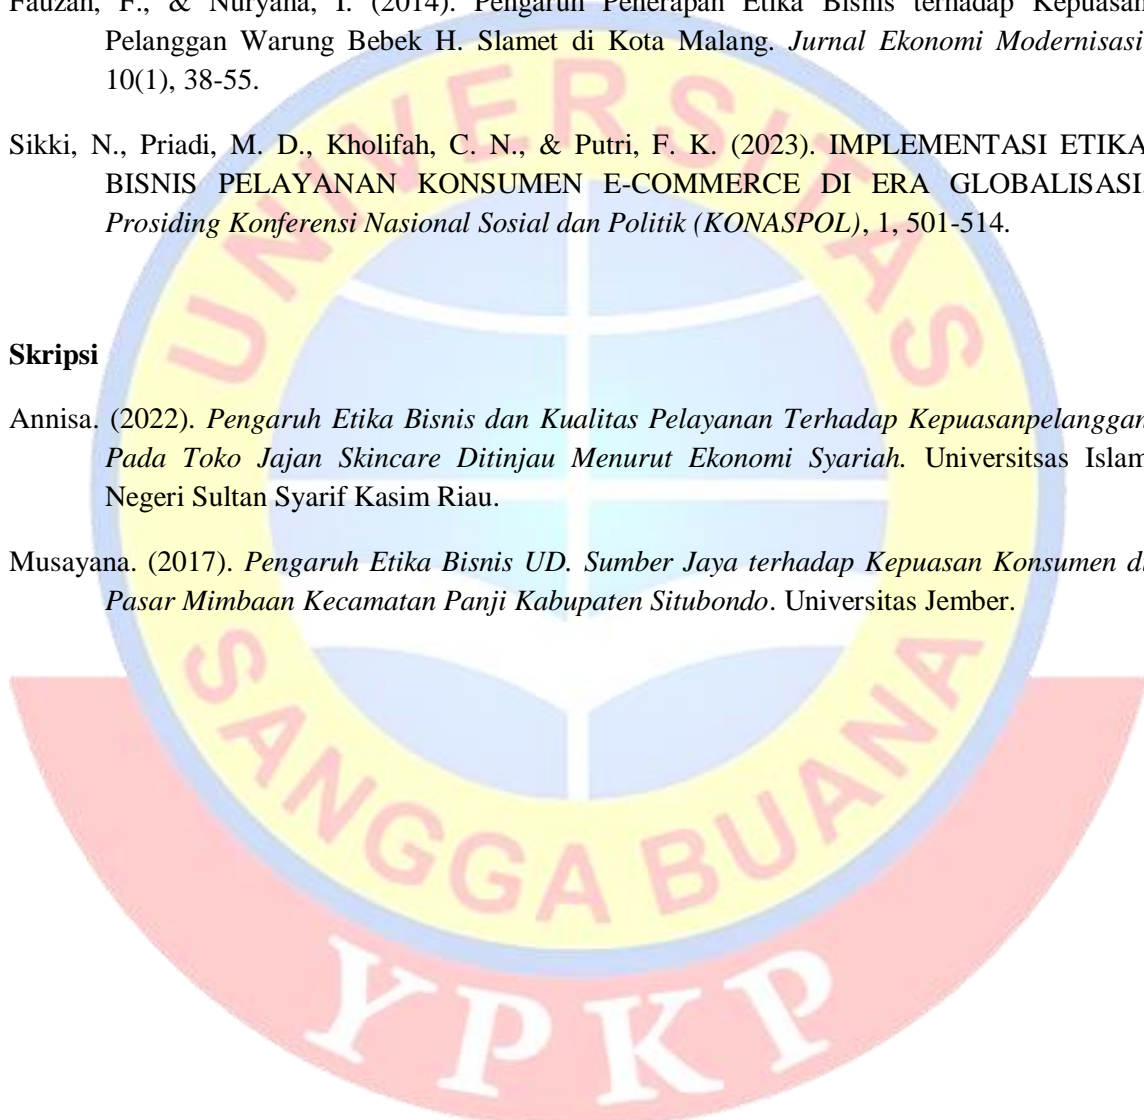 Fauzan, F., & Nuryana, I. (2014). Pengaruh Penerapan Etika Bisnis terhadap Kepuasan
Pelanggan Warung Bebek H. Slamet di Kota Malang. Jurnal Ekonomi Modernisasi
10(1), 38-55.
Sikki, N., Priadi, M. D., Kholifah, C. N., & Putri, F. K. (2023). IMPLEMENTASI ETIKA
BISNIS PELAYANAN KONSUMEN E-COMMERCE DI ERA GLOBALISASI.
Prosiding Konferensi Nasional Sosial dan Politik (KONASPOL), 1, 501-514.
Skripsi
Annisa. (2022). Pengaruh Etika Bisnis dan Kualitas Pelayanan Terhadap Kepuasanpelanggan
Pada Toko Jajan Skincare Ditinjau Menurut Ekonomi Syariah. Universitsas Islam
Negeri Sultan Syarif Kasim Riau.
Musayana. (2017). Pengaruh Etika Bisnis UD. Sumber Jaya terhadap Kepuasan Konsumen di
Pasar Mimbaan Kecamatan Panji Kabupaten Situbondo. Universitas Jember.
UNIVERSITAS
SANGGA BUANA
YPKP